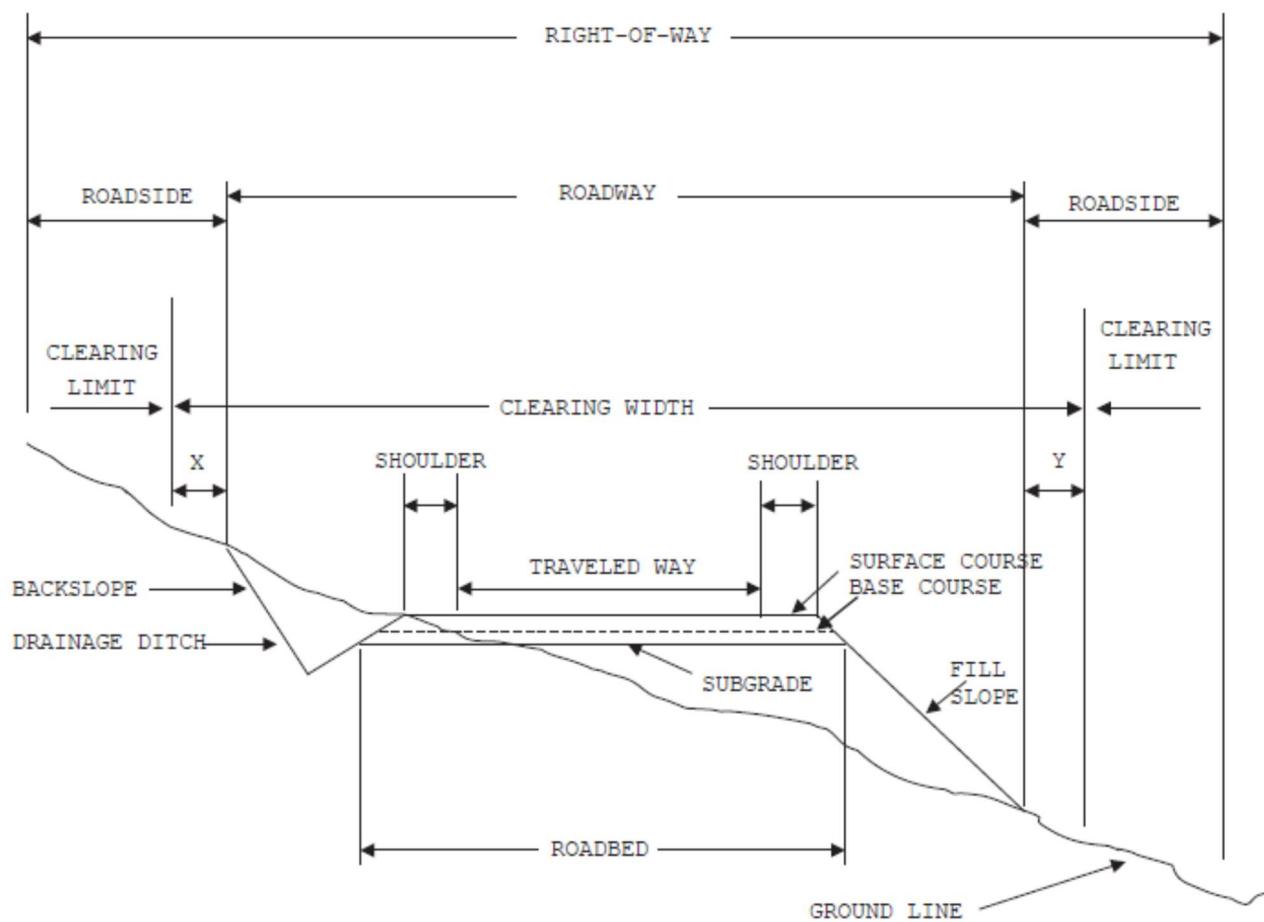 RIGHT-OF-WAY
ROADSIDE
ROADWAY
ROADSIDE
CLEARING
LIMIT
CLEARING
LIMIT
CLEARING WIDTH
X
SHOULDER
SHOULDER
Y
TRAVELED WAY
SURFACE COURSE
BASE COURSE
BACKSLOPE
DRAINAGE DITCH
SUBGRADE
FILL
SLOPE
ROADBED
GROUND LINE